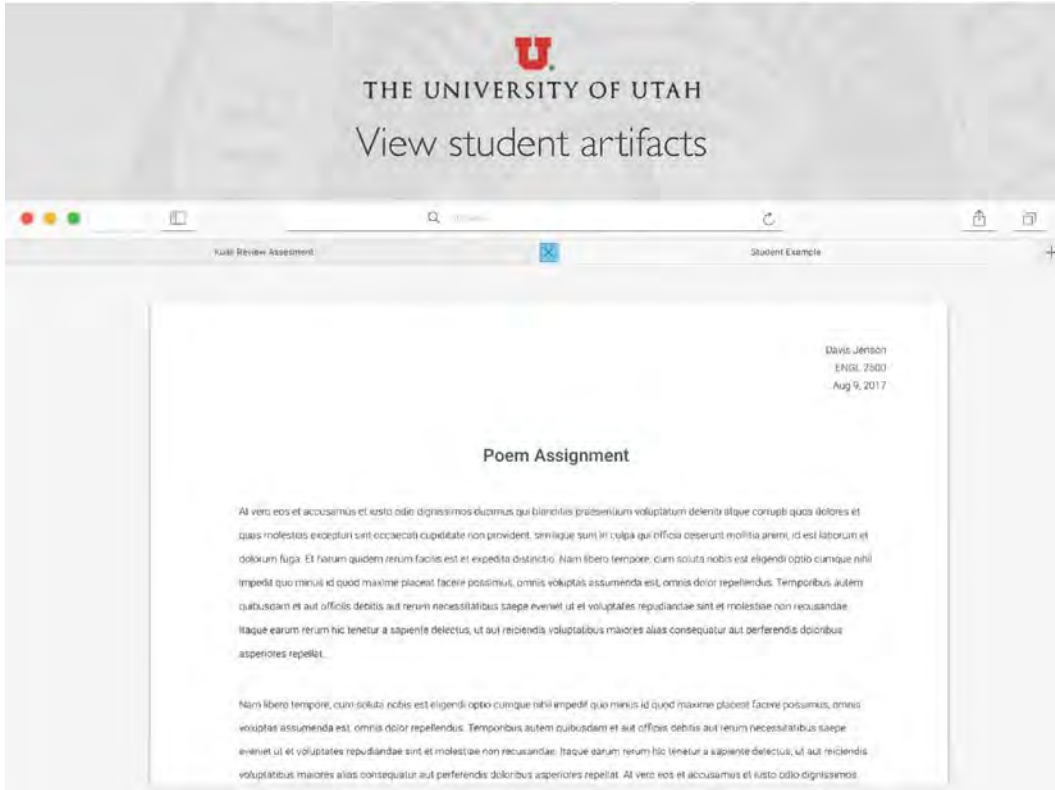 U
THE UNIVERSITY OF UTAH
View student artifacts
Kuali Review Assesment
Student Example
Davis Jenson
ENGL 2500
Aug 9, 2017
Poem Assignment
At vero eos et accusamus et iusto odio dignissimos ducimus qui blanditiis praesentium voluptatum deleniti atque corrupti quos dolores et
quas molestias excepturi sint occaecati cupiditate non provident, similique sunt in culpa qui officia deserunt mollitia animi, id est laborum et
dolorum fuga. Et harum quidem rerum facilis est et expedita distinctio. Nam libero tempore, cum soluta nobis est eligendi optio cumque nihil
impedit quo minus id quod maxime placeat facere possimus, omnis voluptas assumenda est, omnis dolor repellendus. Temporibus autem
quibusdam et aut officiis debitis aut rerum necessitatibus saepe eveniet ut et voluptates repudiandae sint et molestiae non recusandae.
Itaque earum rerum hic tenetur a sapiente delectus, ut aut reiciendis voluptatibus maiores alias consequatur aut perferendis doloribus
asperiores repellat.
Nam libero tempore, cum soluta nobis est eligendi optio cumque nihil impedit quo minus id quod maxime placeat facere possimus, omnis
voluptas assumenda est, omnis dolor repellendus. Temporibus autem quibusdam et aut officiis debitis aut rerum necessitatibus saepe
eveniet ut et voluptates repudiandae sint et molestiae non recusandae. Itaque earum rerum hic tenetur a sapiente delectus, ut aut reiciendis
voluptatibus maiores alias consequatur aut perferendis doloribus asperiores repellat. At vero eos et accusamus et iusto odio dignissimos